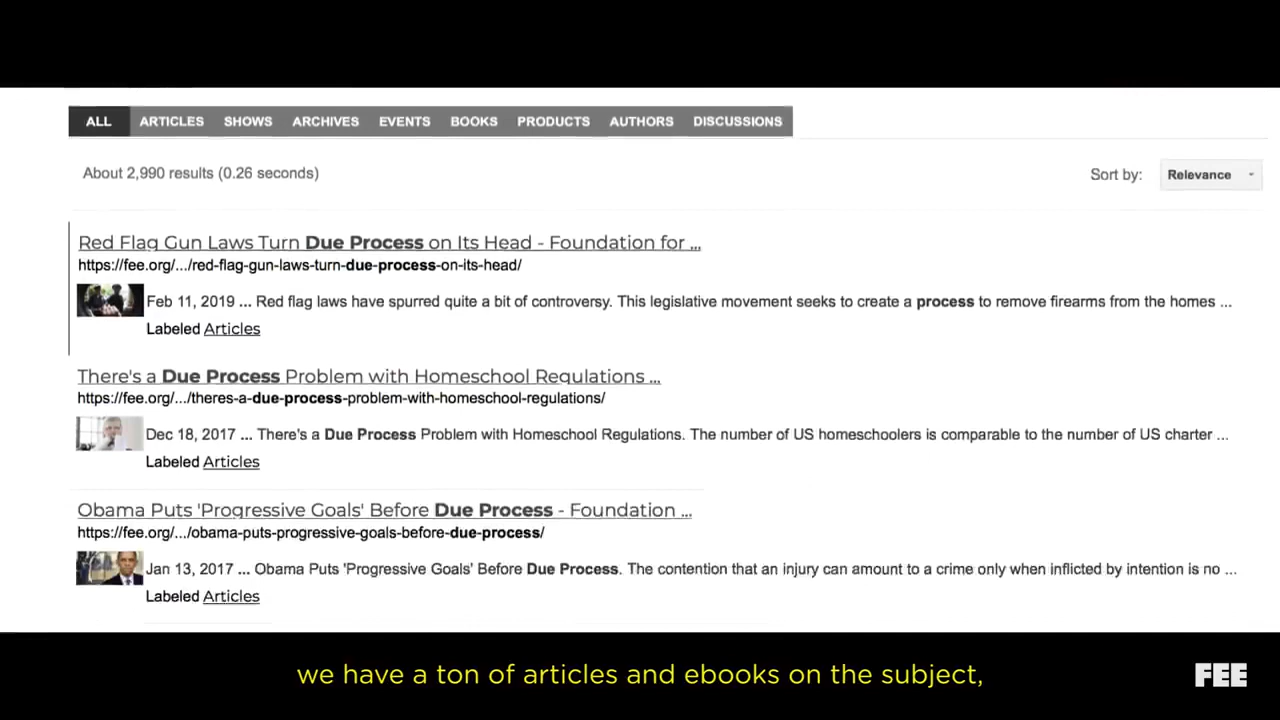 ALL ARTICLES SHOWS ARCHIVES EVENTS BOOKS PRODUCTS AUTHORS DISCUSSIONS
About 2,990 results (0.26 seconds)
Sort by: Relevance
Red Flag Gun Laws Turn Due Process on Its Head - Foundation for ...
https://fee.org/.../red-flag-gun-laws-turn-due-process-on-its-head/
Feb 11, 2019 ... Red flag laws have spurred quite a bit of controversy. This legislative movement seeks to create a process to remove firearms from the homes ...
Labeled Articles
There's a Due Process Problem with Homeschool Regulations ...
https://fee.org/.../theres-a-due-process-problem-with-homeschool-regulations/
Dec 18, 2017 ... There's a Due Process Problem with Homeschool Regulations. The number of US homeschoolers is comparable to the number of US charter ...
Labeled Articles
Obama Puts 'Progressive Goals' Before Due Process - Foundation ...
https://fee.org/.../obama-puts-progressive-goals-before-due-process/
Jan 13, 2017 ... Obama Puts 'Progressive Goals' Before Due Process. The contention that an injury can amount to a crime only when inflicted by intention is no ...
Labeled Articles
we have a ton of articles and ebooks on the subject,
FEE